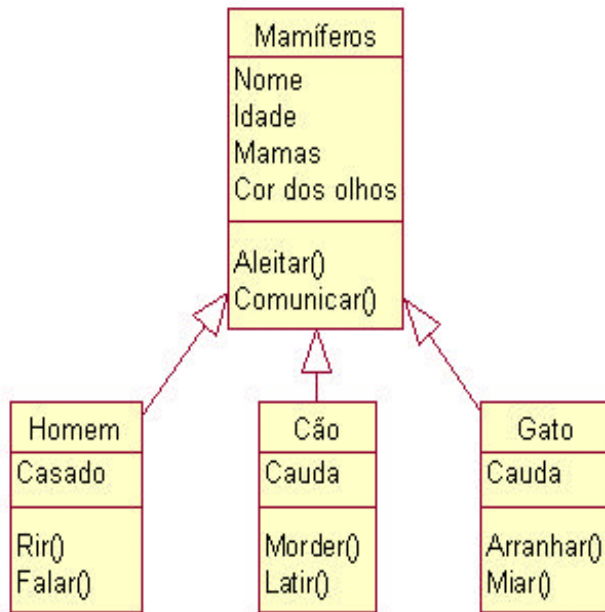 Mamíferos
Nome
Idade
Mamas
Cor dos olhos
Aleitar()
Comunicar()
Homem
Casado
Rir()
Falar()
Cão
Cauda
Morder()
Latir()
Gato
Cauda
Arranhar()
Miar()